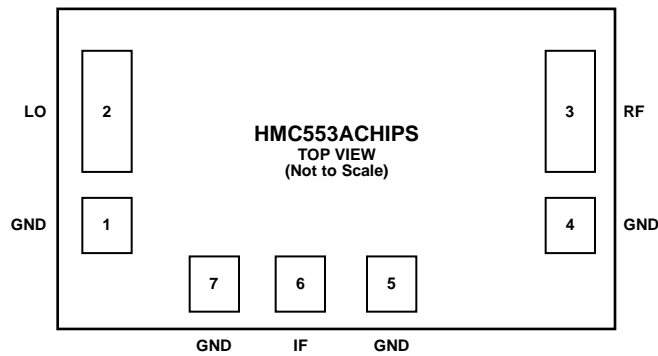 LO
2
HMC553ACHIPS
TOP VIEW
(Not to Scale)
3
RF
GND
1
4
GND
7
6
5
GND
IF
GND